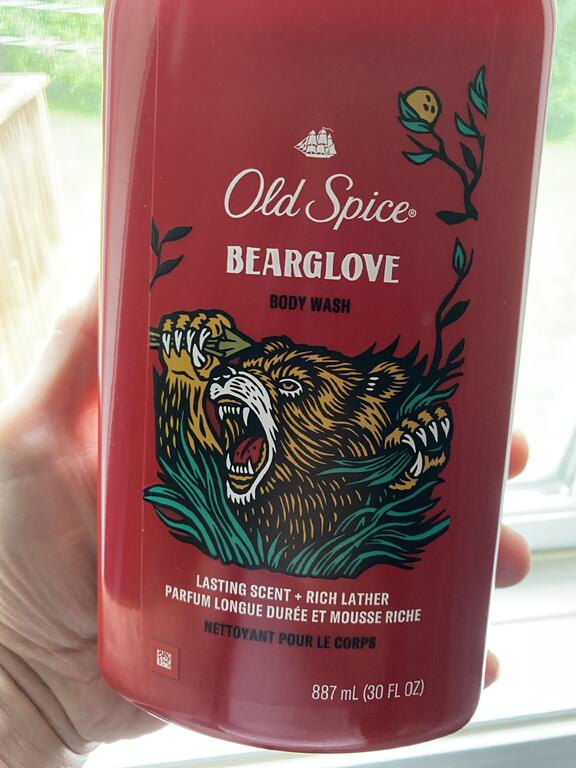 Old Spice®
BEARGLOVE
BODY WASH
LASTING SCENT + RICH LATHER
PARFUM LONGUE DURÉE ET MOUSSE RICHE
NETTOYANT POUR LE CORPS
887 mL (30 FL OZ)